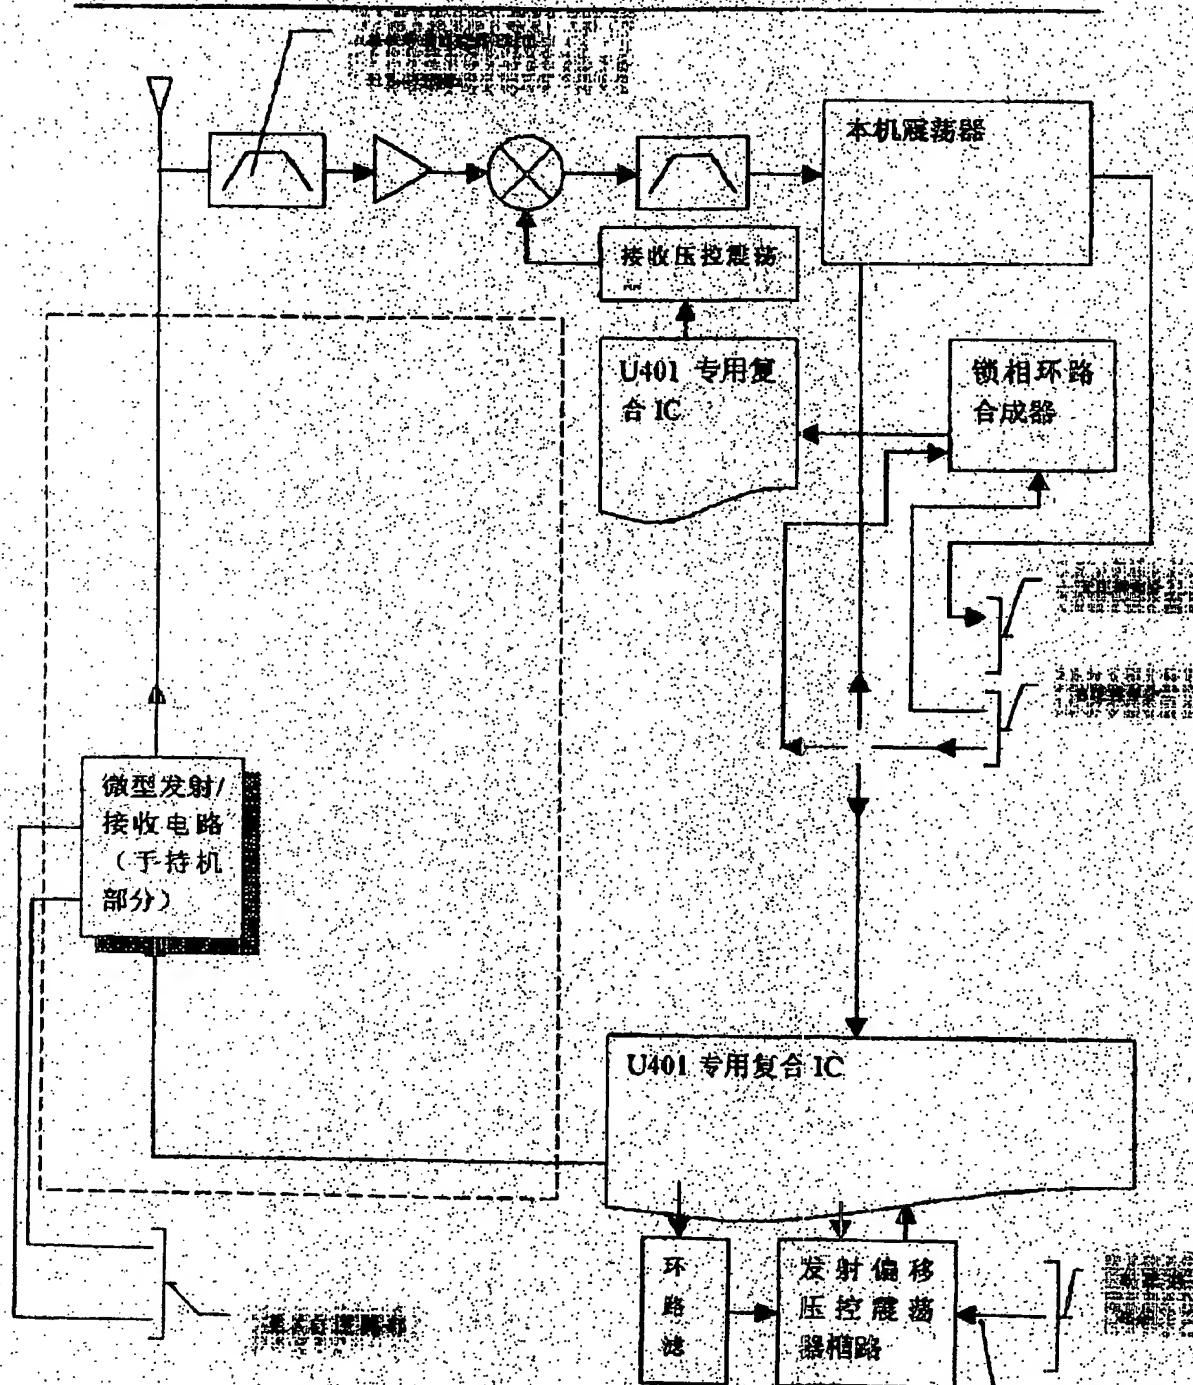 本机震荡器
接收压控震荡
U401 专用复
合 IC
锁相环路
合成器
微型发射/
接收电路
（手持机
部分）
U401 专用复合 IC
环
路
滤
发射偏移
压控震荡
器槽路